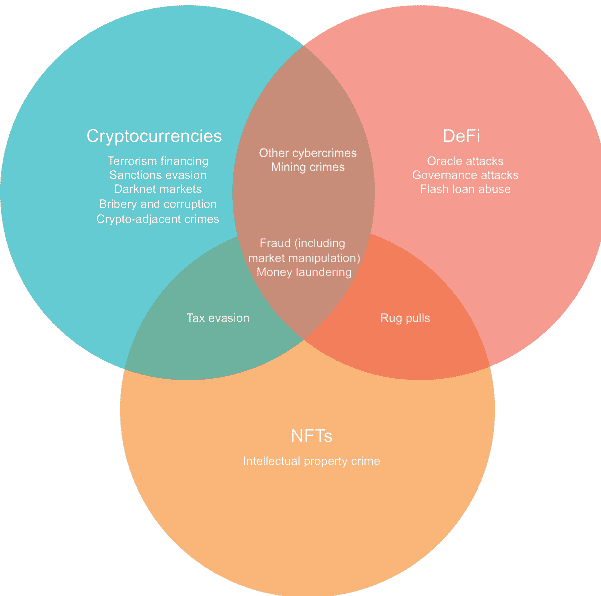 Cryptocurrencies
Terrorism financing
Sanctions evasion
Darknet markets
Bribery and corruption
Crypto-adjacent crimes
Other cybercrimes
Mining crimes
DeFi
Oracle attacks
Governance attacks
Flash loan abuse
Fraud (including
market manipulation)
Money laundering
Tax evasion
Rug pulls
NFTs
Intellectual property crime